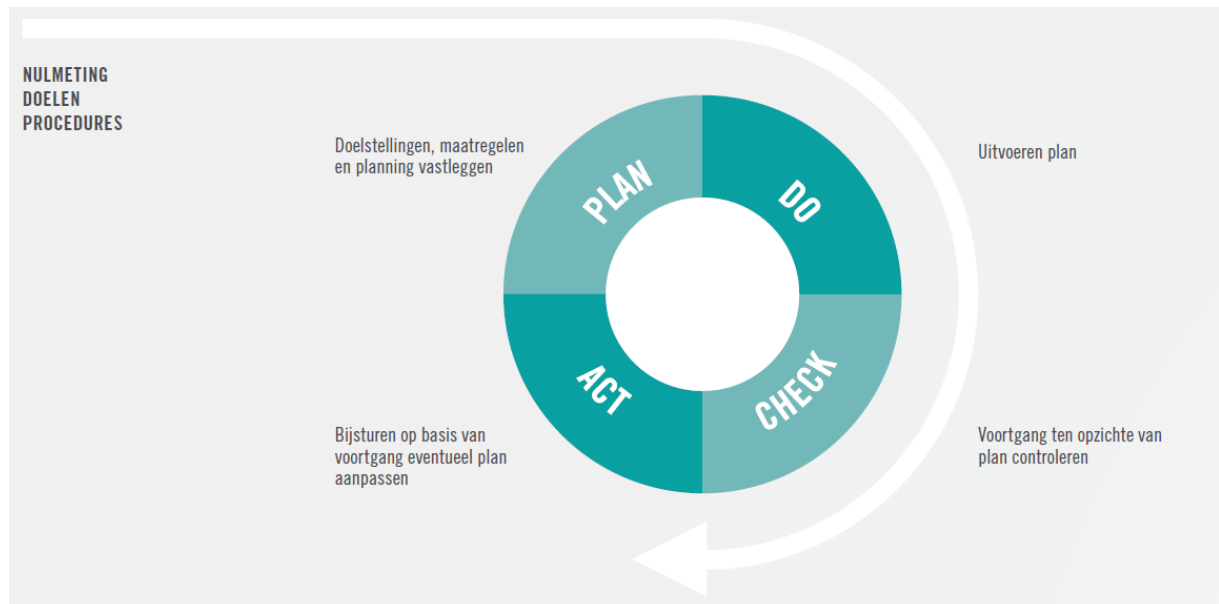 NULMETING
DOELEN
PROCEDURES
Doelstellingen, maatregelen
en planning vastleggen
PLAN
DO
Uitvoeren plan
ACT
CHECK
Bijsturen op basis van
voortgang eventueel plan
aanpassen
Voortgang ten opzichte van
plan controleren